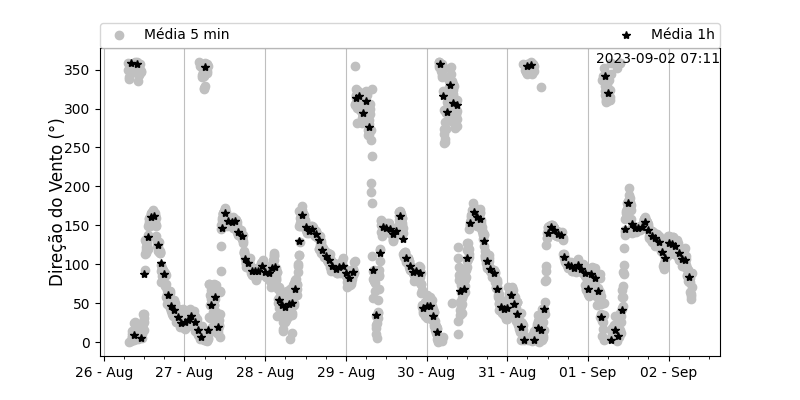 Média 5 min
Média 1h
2023-09-02 07:11
Direção do Vento (°)
350
300
250
200
150
100
50
0
26 - Aug
27 - Aug
28 - Aug
29 - Aug
30 - Aug
31 - Aug
01 - Sep
02 - Sep